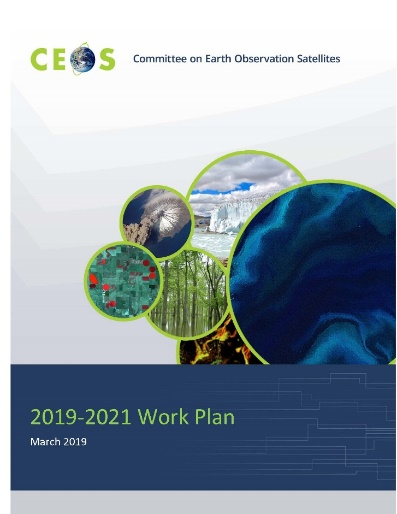 CEOS
Committee on Earth Observation Satellites
2019-2021 Work Plan
March 2019